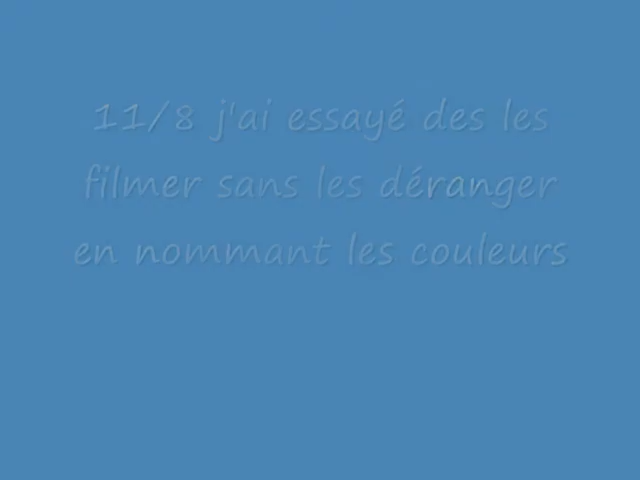 11/8 j'ai essayé des les
filmer sans les déranger
en nommant les couleurs